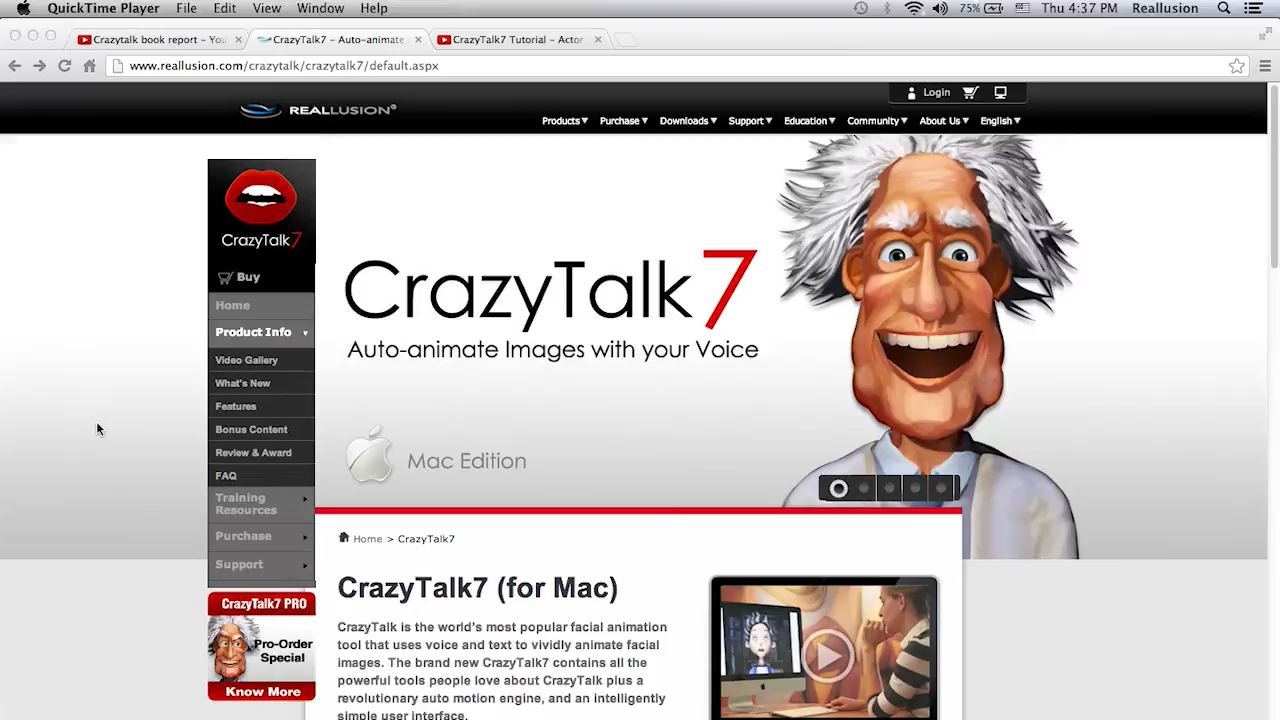 QuickTime Player File Edit View Window Help 75% Thu 4:37 PM Reallusion
Crazytalk book report – You
CrazyTalk7 – Auto-animate
CrazyTalk7 Tutorial – Actor
www.reallusion.com/crazytalk/crazytalk7/default.aspx
Login
REALLUSION®
Products Purchase Downloads Support Education Community About Us English
CrazyTalk7
Buy
Home
Product Info
Video Gallery
What's New
Features
Bonus Content
Review & Award
FAQ
Training
Resources
Purchase
Support
CrazyTalk7 PRO
Pro-Order
Special
Know More
CrazyTalk7
Auto-animate Images with your Voice
Mac Edition
Home > CrazyTalk7
CrazyTalk7 (for Mac)
CrazyTalk is the world's most popular facial animation
tool that uses voice and text to vividly animate facial
images. The brand new CrazyTalk7 contains all the
powerful tools people love about CrazyTalk plus a
revolutionary auto motion engine, and an intelligently
simple user interface.